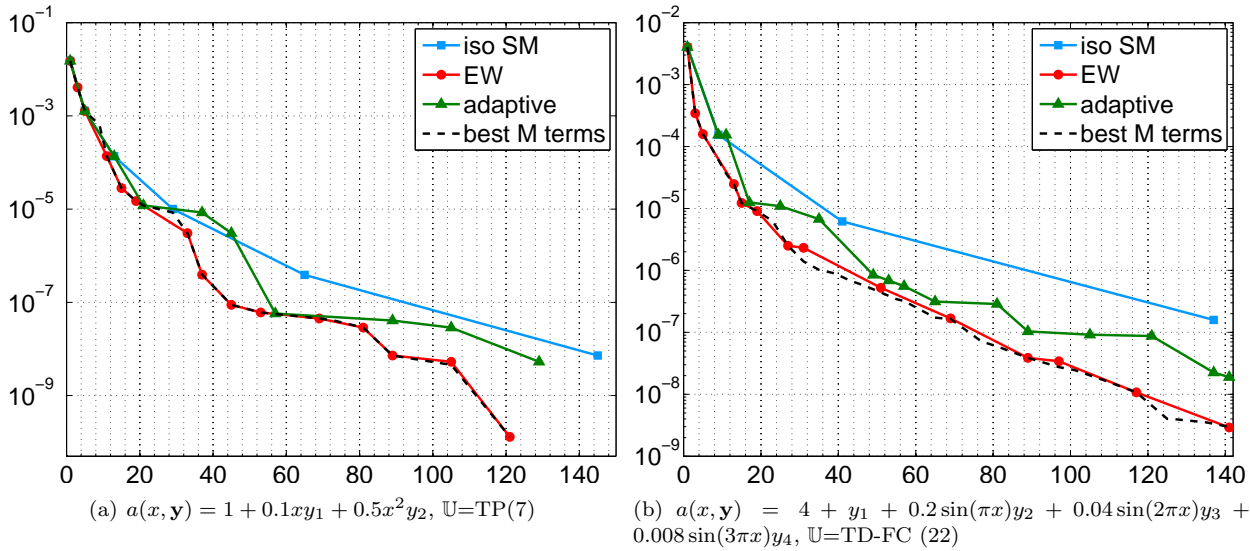 10^−1
10^−3
10^−5
10^−7
10^−9
0 20 40 60 80 100 120 140
iso SM
EW
adaptive
best M terms
(a) a(x, y) = 1 + 0.1xy₁ + 0.5x²y₂, 𝕌=TP(7)
10^−2
10^−3
10^−4
10^−5
10^−6
10^−7
10^−8
10^−9
0 20 40 60 80 100 120 140
iso SM
EW
adaptive
best M terms
(b) a(x, y) = 4 + y₁ + 0.2 sin(πx)y₂ + 0.04 sin(2πx)y₃ +
0.008 sin(3πx)y₄, 𝕌=TD-FC (22)